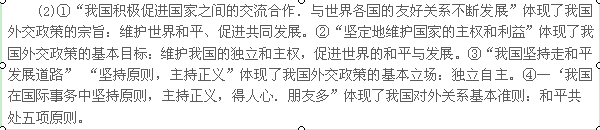 (2)①“我国积极促进国家之间的交流合作．与世界各国的友好关系不断发展”体现了我国
外交政策的宗旨：维护世界和平、促进共同发展。②“坚定地维护国家的主权和利益”体现了我
国外交政策的基本目标：维护我国的独立和主权，促进世界的和平与发展。③“我国坚持走和平
发展道路” “坚持原则，主持正义”体现了我国外交政策的基本立场：独立自主。④一‘我国
在国际事务中坚持原则，主持正义，得人心．朋友多”体现了我国对外关系基本准则：和平共
处五项原则。